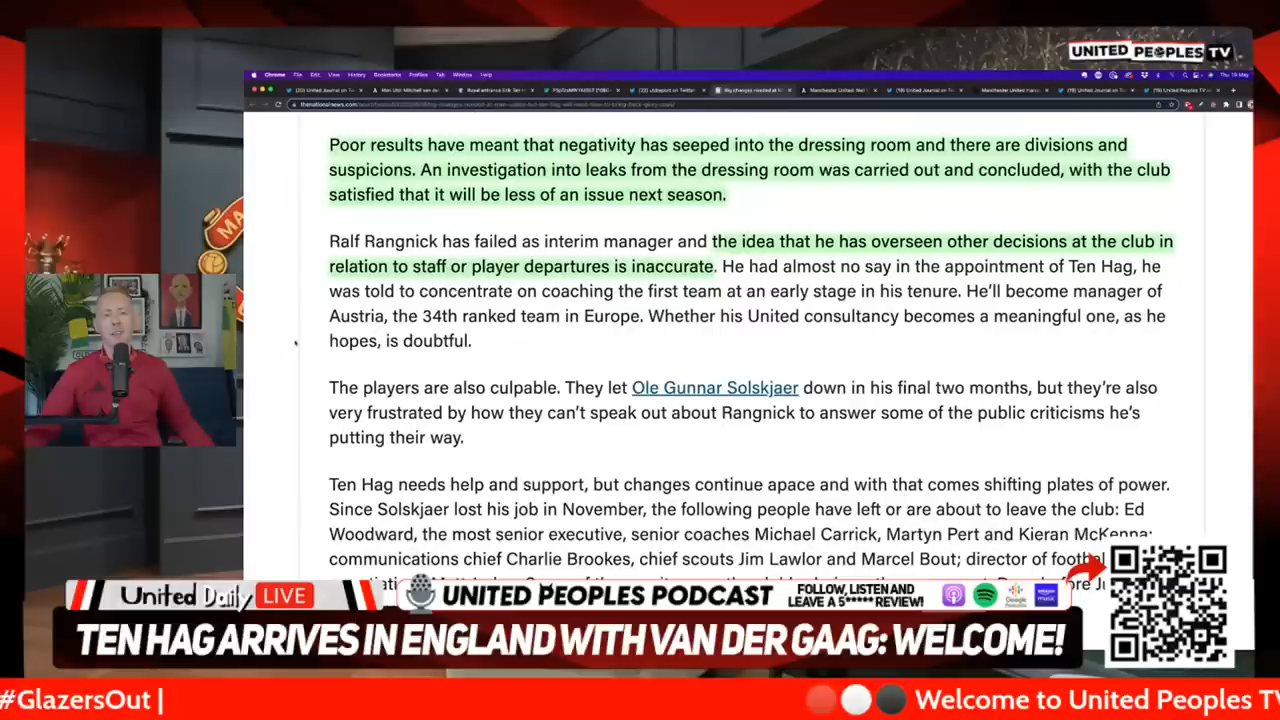 UNITED PEOPLES TV
Chrome File Edit View History Bookmarks Profiles Tab Window Help
Poor results have meant that negativity has seeped into the dressing room and there are divisions and
suspicions. An investigation into leaks from the dressing room was carried out and concluded, with the club
satisfied that it will be less of an issue next season.
Ralf Rangnick has failed as interim manager and the idea that he has overseen other decisions at the club in
relation to staff or player departures is inaccurate. He had almost no say in the appointment of Ten Hag, he
was told to concentrate on coaching the first team at an early stage in his tenure. He'll become manager of
Austria, the 34th ranked team in Europe. Whether his United consultancy becomes a meaningful one, as he
hopes, is doubtful.
The players are also culpable. They let Ole Gunnar Solskjaer down in his final two months, but they're also
very frustrated by how they can't speak out about Rangnick to answer some of the public criticisms he's
putting their way.
Ten Hag needs help and support, but changes continue apace and with that comes shifting plates of power.
Since Solskjaer lost his job in November, the following people have left or are about to leave the club: Ed
Woodward, the most senior executive, senior coaches Michael Carrick, Martyn Pert and Kieran McKenna;
communications chief Charlie Brookes, chief scouts Jim Lawlor and Marcel Bout; director of
United Daily LIVE
UNITED PEOPLES PODCAST
FOLLOW, LISTEN AND
LEAVE A 5***** REVIEW!
TEN HAG ARRIVES IN ENGLAND WITH VAN DER GAAG: WELCOME!
#GlazersOut | Welcome to United Peoples TV